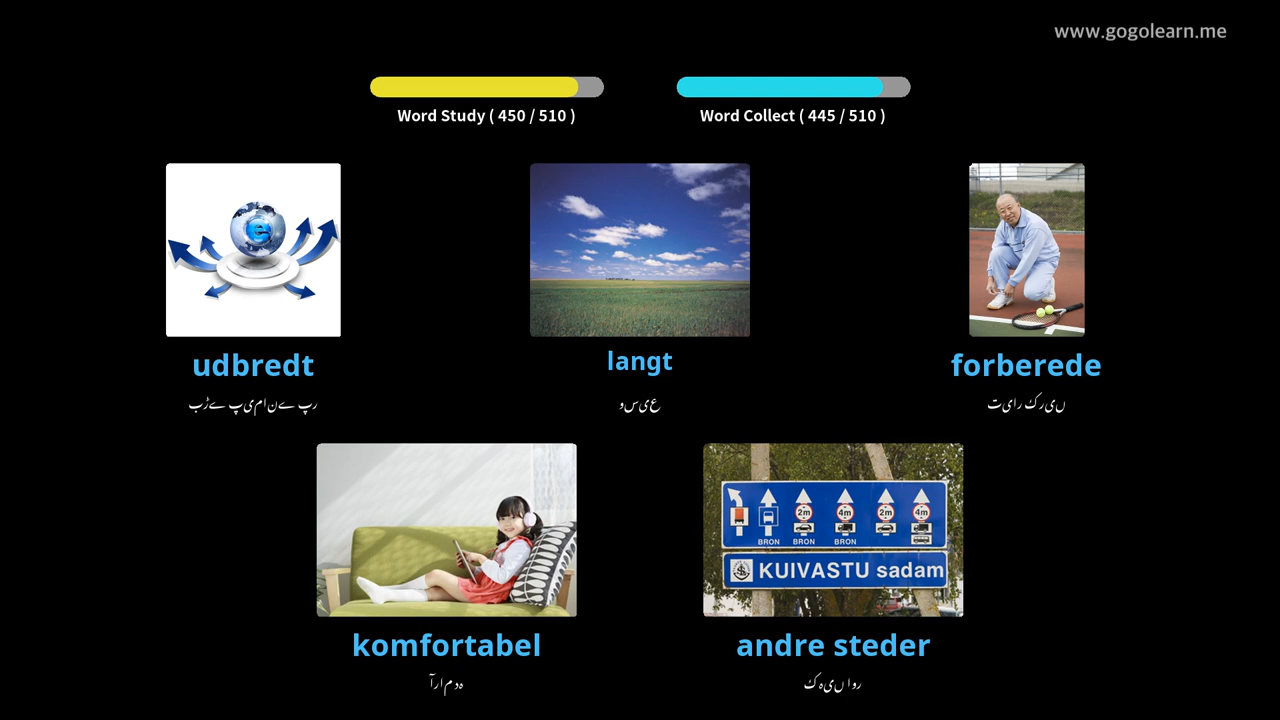 www.gogolearn.me
Word Study ( 450 / 510 )
Word Collect ( 445 / 510 )
e
udbredt
بڑے پیمانے پر
langt
وسیع
forberede
تیار کریں
2m 4m 2m 4m
BRON BRON BRON
KUIVASTU sadam
komfortabel
آرام دہ
andre steder
کہیں اور